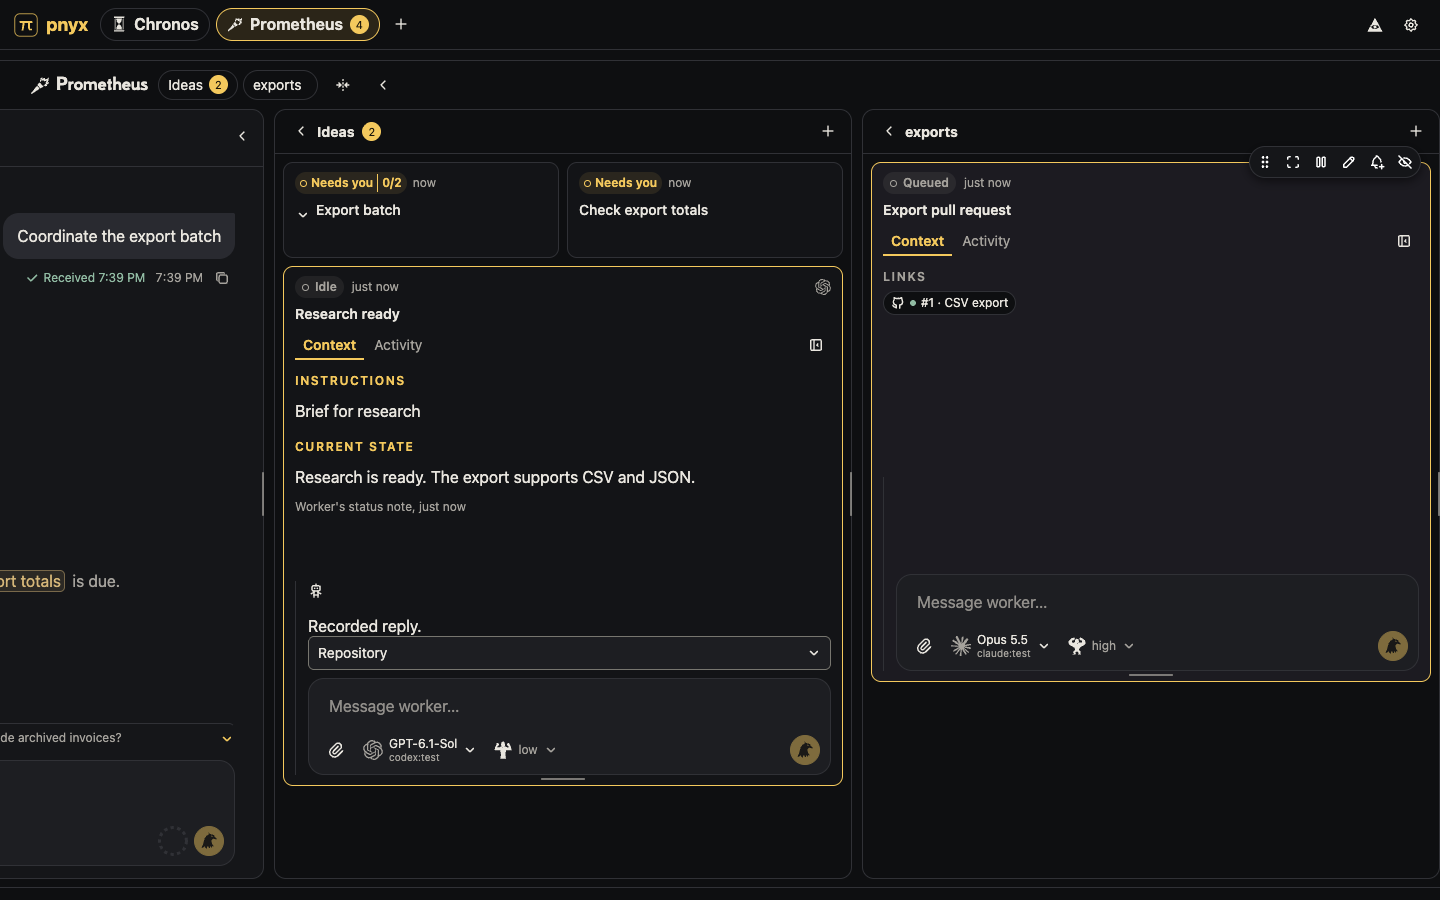 π pnyx Chronos Prometheus 4 +
Prometheus Ideas 2 exports
Coordinate the export batch
Received 7:39 PM 7:39 PM
ort totals is due.
de archived invoices?
Ideas 2
Needs you 0/2 now
Export batch
Needs you now
Check export totals
Idle just now
Research ready
Context Activity
INSTRUCTIONS
Brief for research
CURRENT STATE
Research is ready. The export supports CSV and JSON.
Worker's status note, just now
Recorded reply.
Repository
Message worker...
GPT-6.1-Sol
codex:test
low
exports
Queued just now
Export pull request
Context Activity
LINKS
#1 · CSV export
Message worker...
Opus 5.5
claude:test
high